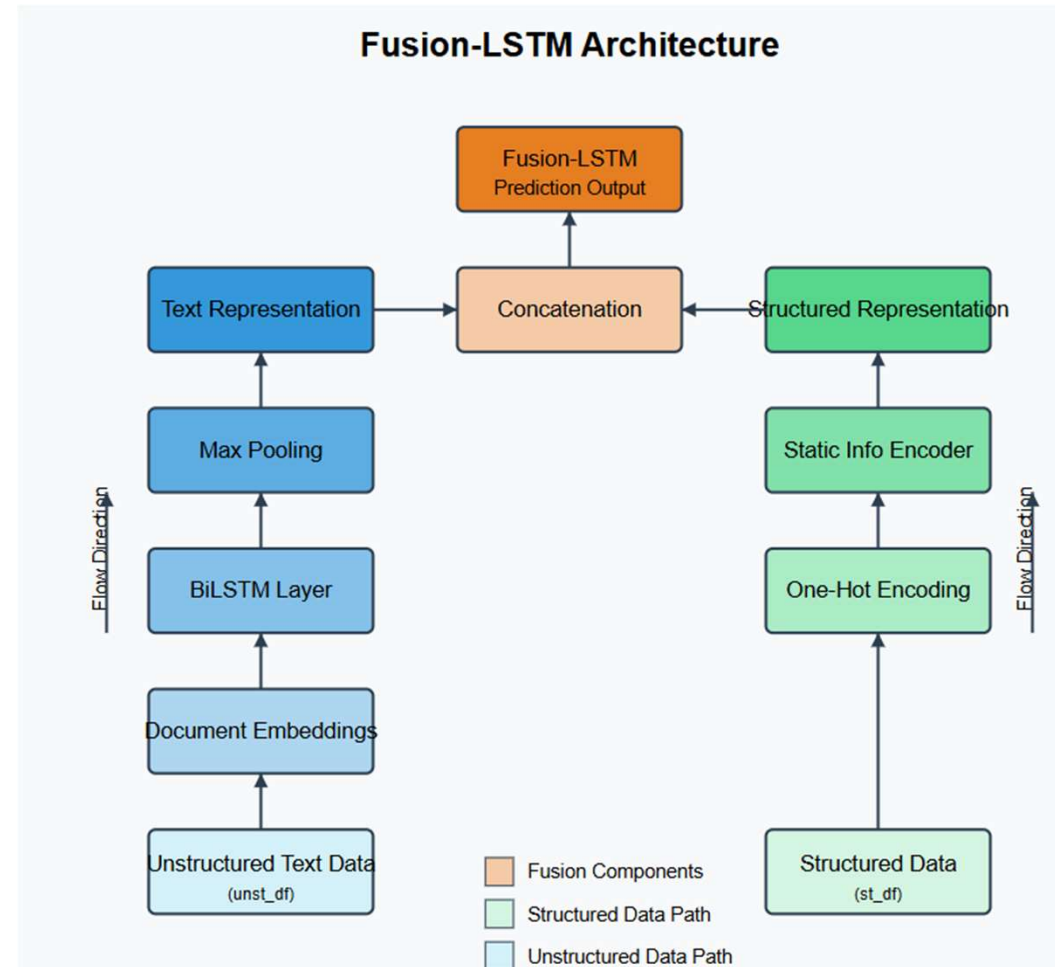 Fusion-LSTM Architecture
Fusion-LSTM
Prediction Output
Text Representation
Concatenation
Structured Representation
Max Pooling
Static Info Encoder
Flow Direction
BiLSTM Layer
One-Hot Encoding
Flow Direction
Document Embeddings
Unstructured Text Data
(unst_df)
Structured Data
(st_df)
Fusion Components
Structured Data Path
Unstructured Data Path